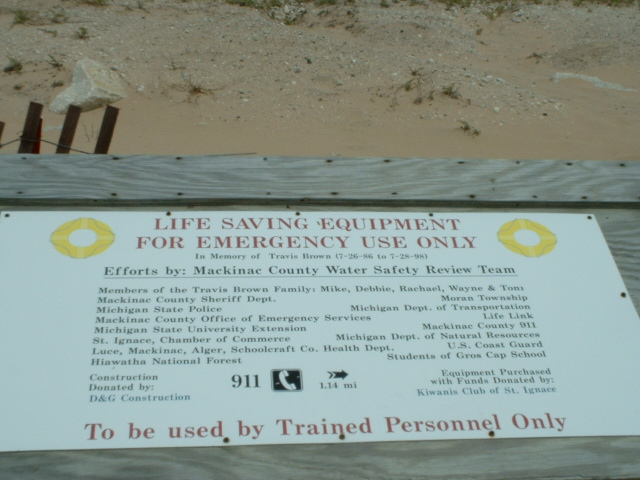 LIFE SAVING EQUIPMENT
FOR EMERGENCY USE ONLY
In Memory of Travis Brown (7-26-86 to 7-28-98)
Efforts by: Mackinac County Water Safety Review Team
Members of the Travis Brown Family: Mike, Debbie, Rachael, Wayne & Toni
Mackinac County Sheriff Dept. Moran Township
Michigan State Police Michigan Dept. of Transportation
Mackinac County Office of Emergency Services Life Link
Michigan State University Extension Mackinac County 911
St. Ignace, Chamber of Commerce Michigan Dept. of Natural Resources
Luce, Mackinac, Alger, Schoolcraft Co. Health Dept. U.S. Coast Guard
Hiawatha National Forest Students of Gros Cap School
Construction
Donated by:
D&G Construction
911
1.14 mi
Equipment Purchased
with Funds Donated by:
Kiwanis Club of St. Ignace
To be used by Trained Personnel Only